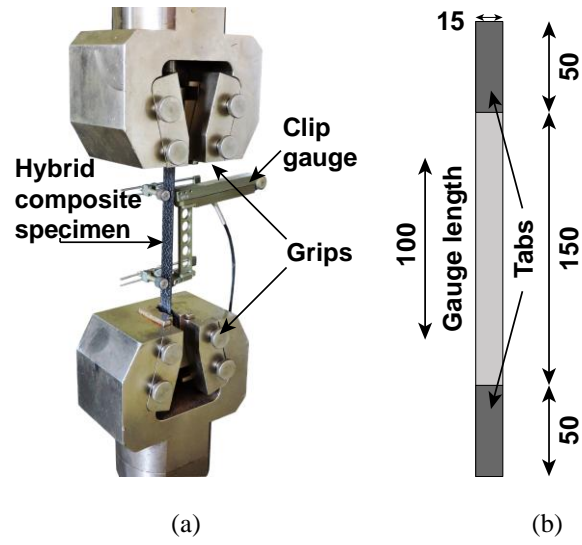 Hybrid
composite
specimen
Clip
gauge
Grips
(a)
15
50
100
Gauge length
Tabs
150
50
(b)